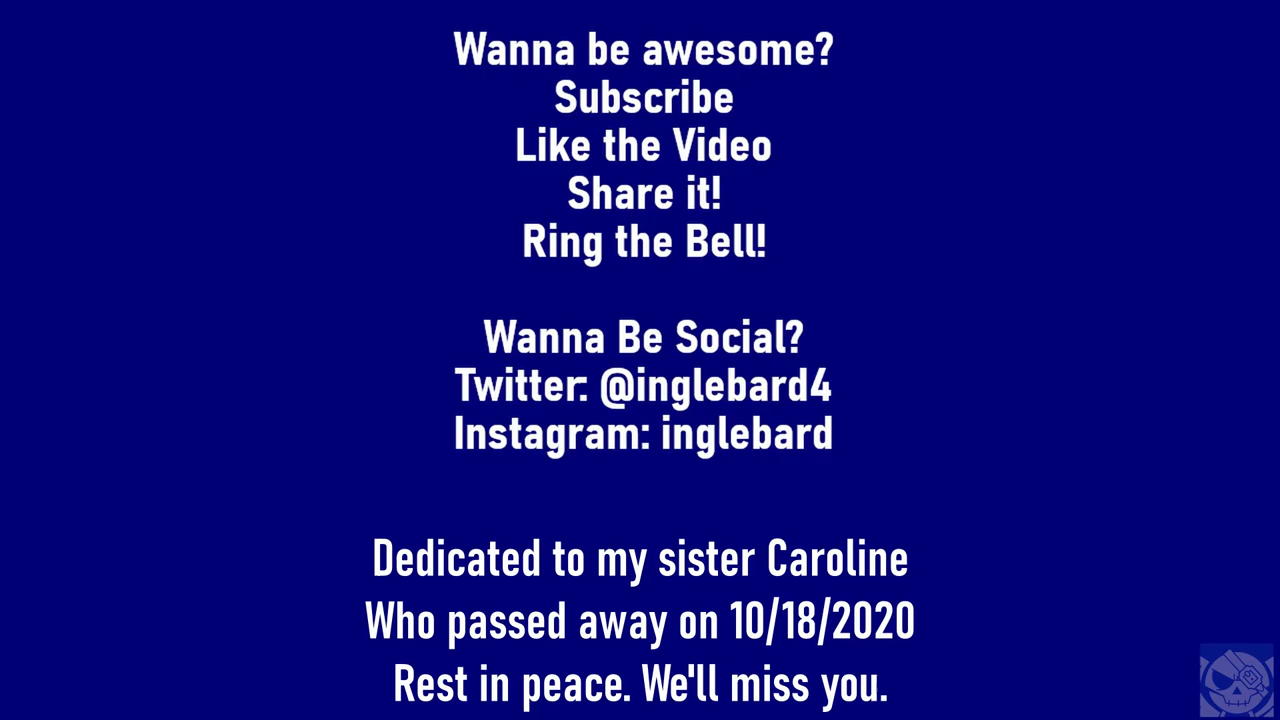 Wanna be awesome?
Subscribe
Like the Video
Share it!
Ring the Bell!
Wanna Be Social?
Twitter: @inglebard4
Instagram: inglebard
Dedicated to my sister Caroline
Who passed away on 10/18/2020
Rest in peace. We'll miss you.